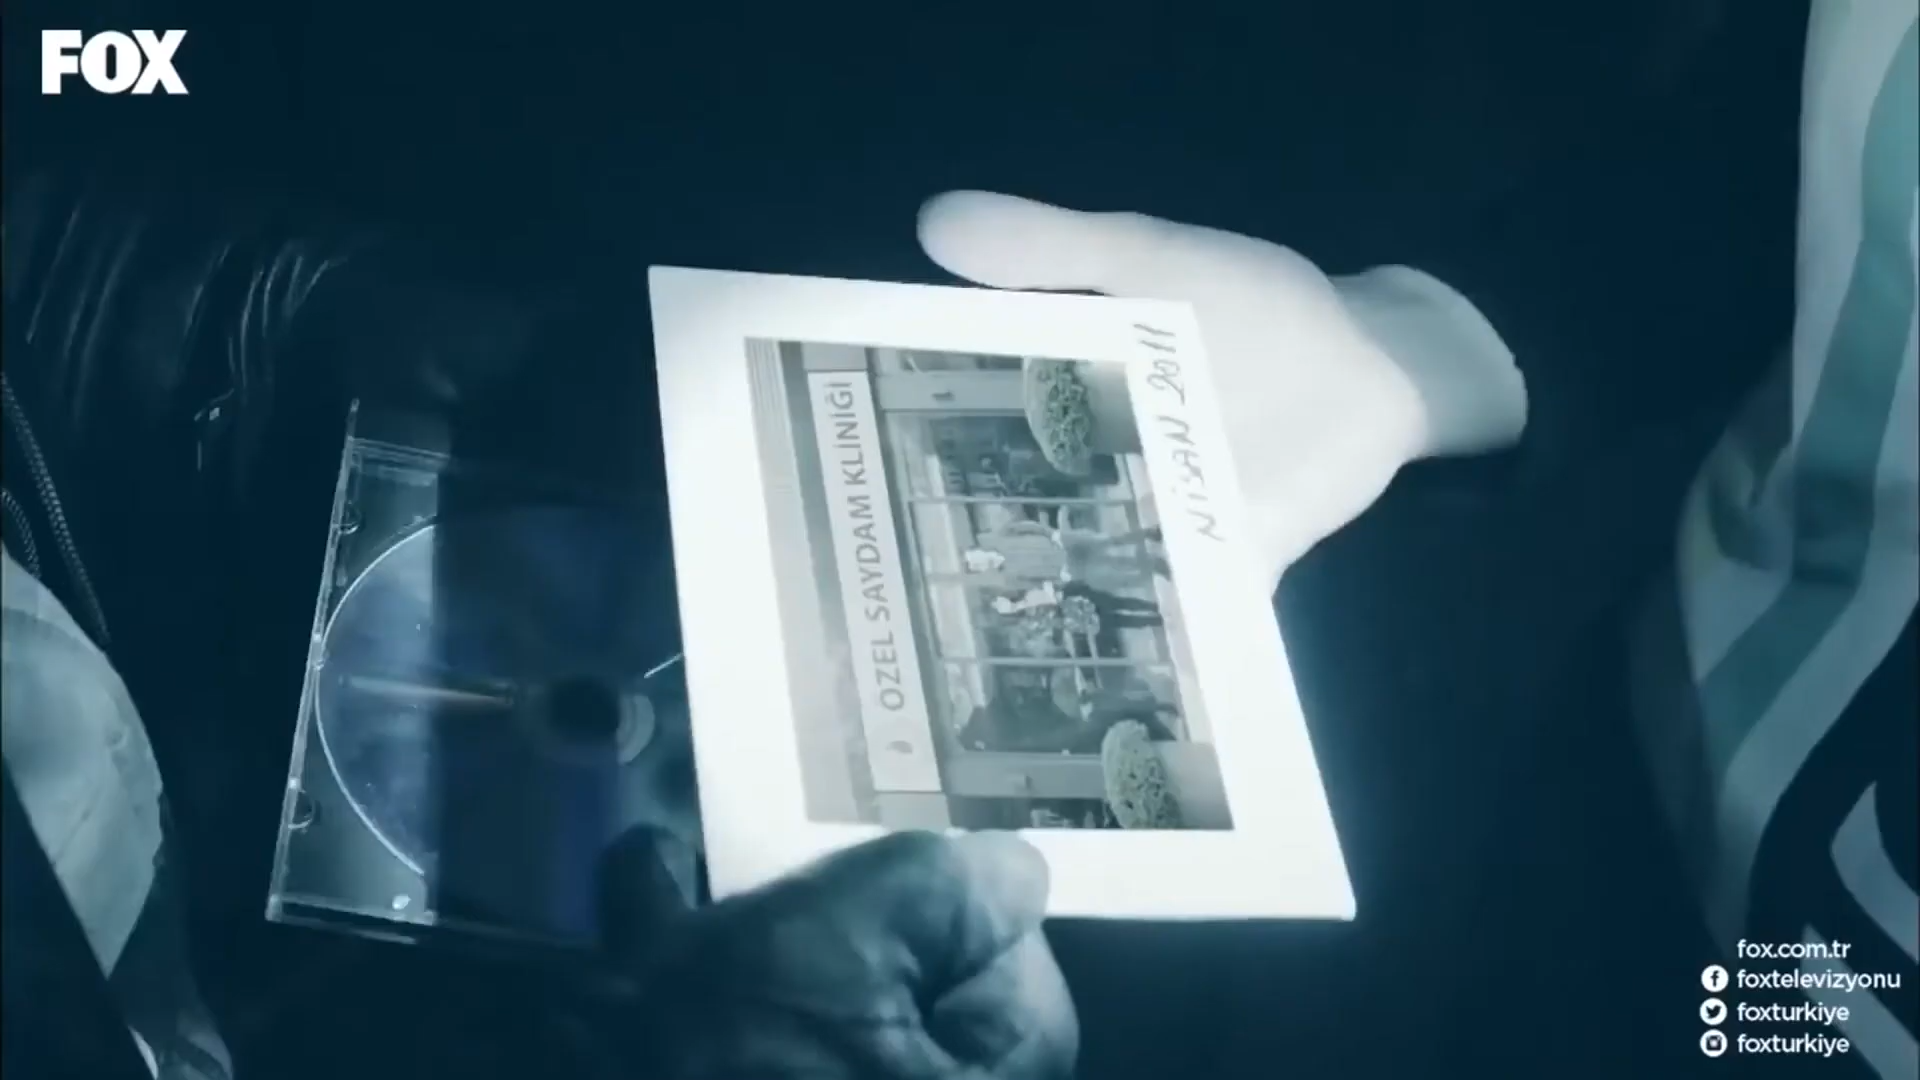 FOX
ÖZEL SAYDAM KLİNİĞİ
NİSAN 2011
fox.com.tr
foxtelevizyonu
foxturkiye
foxturkiye